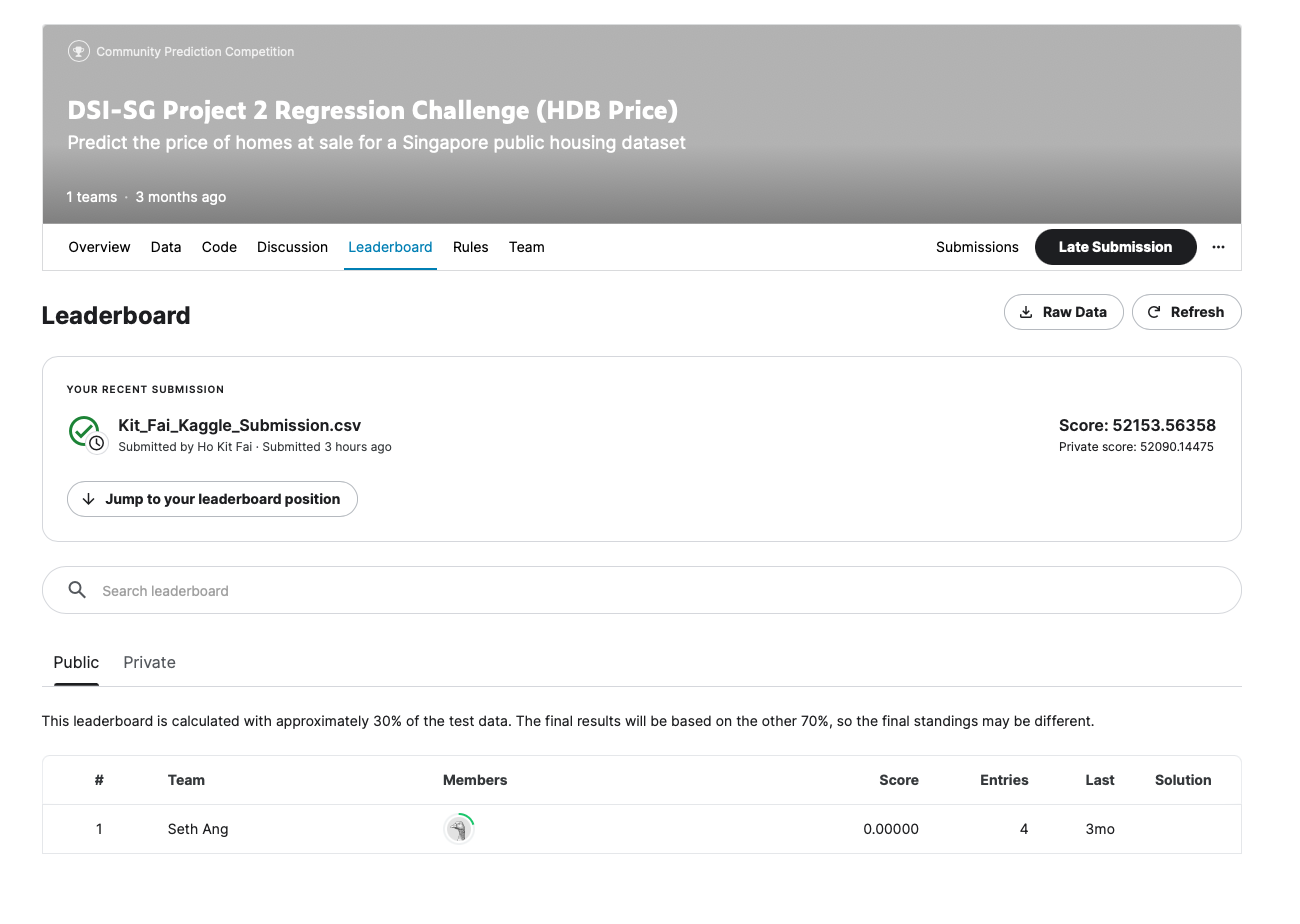 Community Prediction Competition
DSI-SG Project 2 Regression Challenge (HDB Price)
Predict the price of homes at sale for a Singapore public housing dataset
1 teams · 3 months ago
Overview Data Code Discussion Leaderboard Rules Team Submissions Late Submission ...
Leaderboard Raw Data Refresh
YOUR RECENT SUBMISSION
Kit_Fai_Kaggle_Submission.csv Score: 52153.56358
Submitted by Ho Kit Fai · Submitted 3 hours ago Private score: 52090.14475
Jump to your leaderboard position
Search leaderboard
Public Private
This leaderboard is calculated with approximately 30% of the test data. The final results will be based on the other 70%, so the final standings may be different.
# Team Members Score Entries Last Solution
1 Seth Ang 0.00000 4 3mo